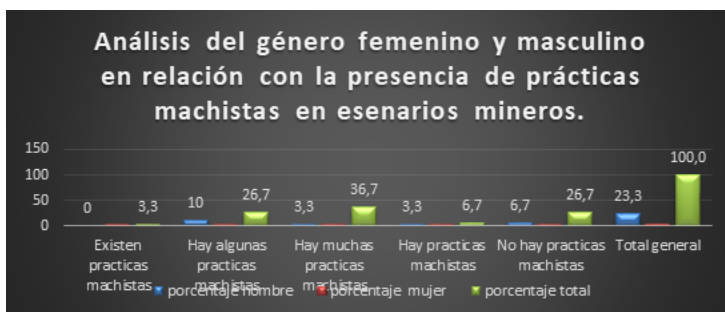 Análisis del género femenino y masculino
en relación con la presencia de prácticas
machistas en esenarios mineros.
150
100
50
0
0
3,3
10
26,7
3,3
36,7
3,3
6,7
6,7
26,7
23,3
100,0
Existen
practicas
machistas
Hay algunas
practicas
machistas
Hay muchas
practicas
machistas
Hay practicas
machistas
No hay practicas
machistas
Total general
porcentaje hombre
porcentaje mujer
porcentaje total